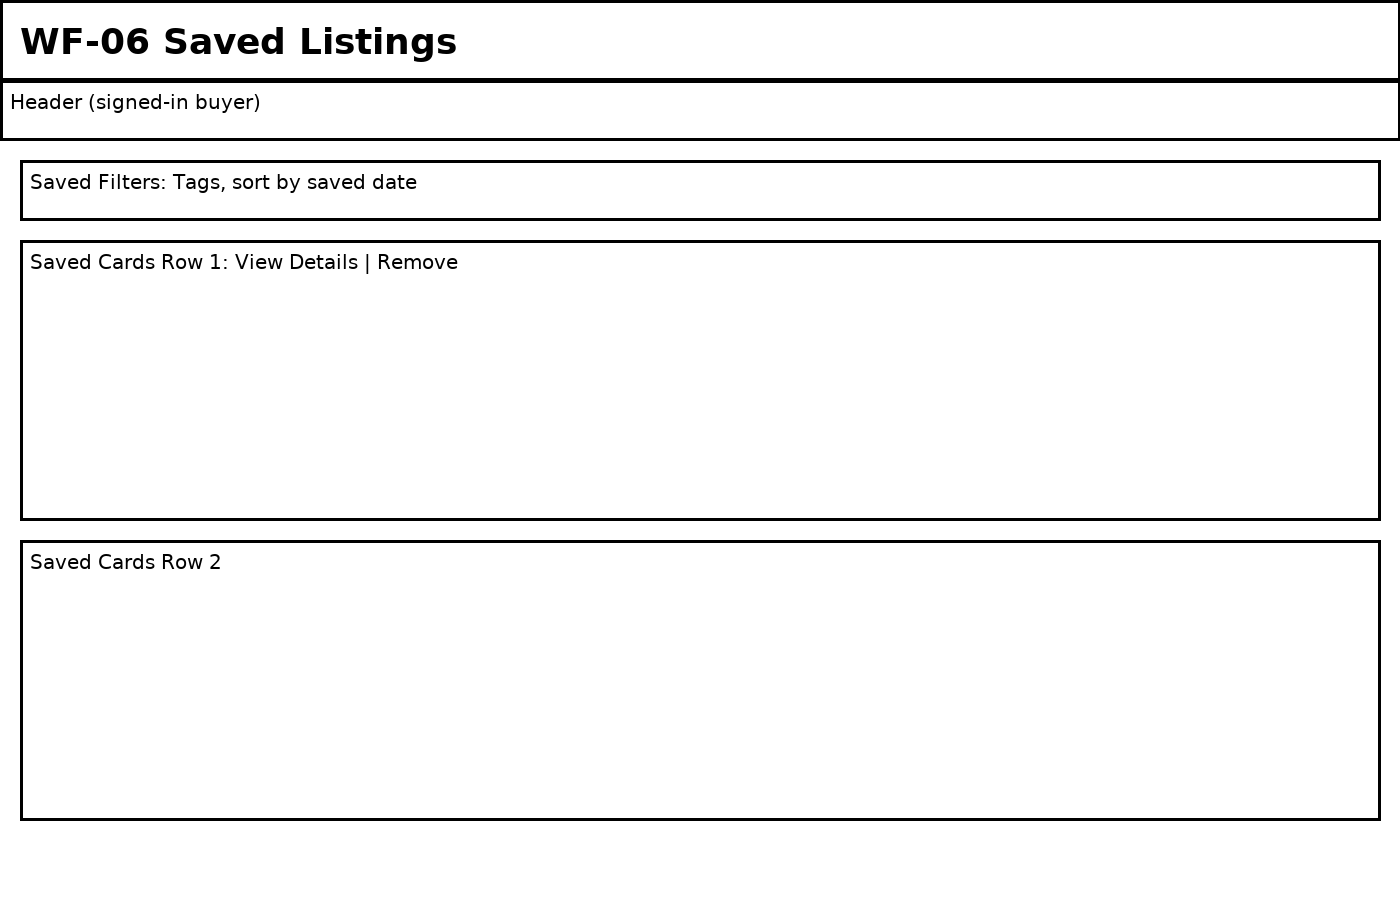 WF-06 Saved Listings
Header (signed-in buyer)
Saved Filters: Tags, sort by saved date
Saved Cards Row 1: View Details | Remove
Saved Cards Row 2